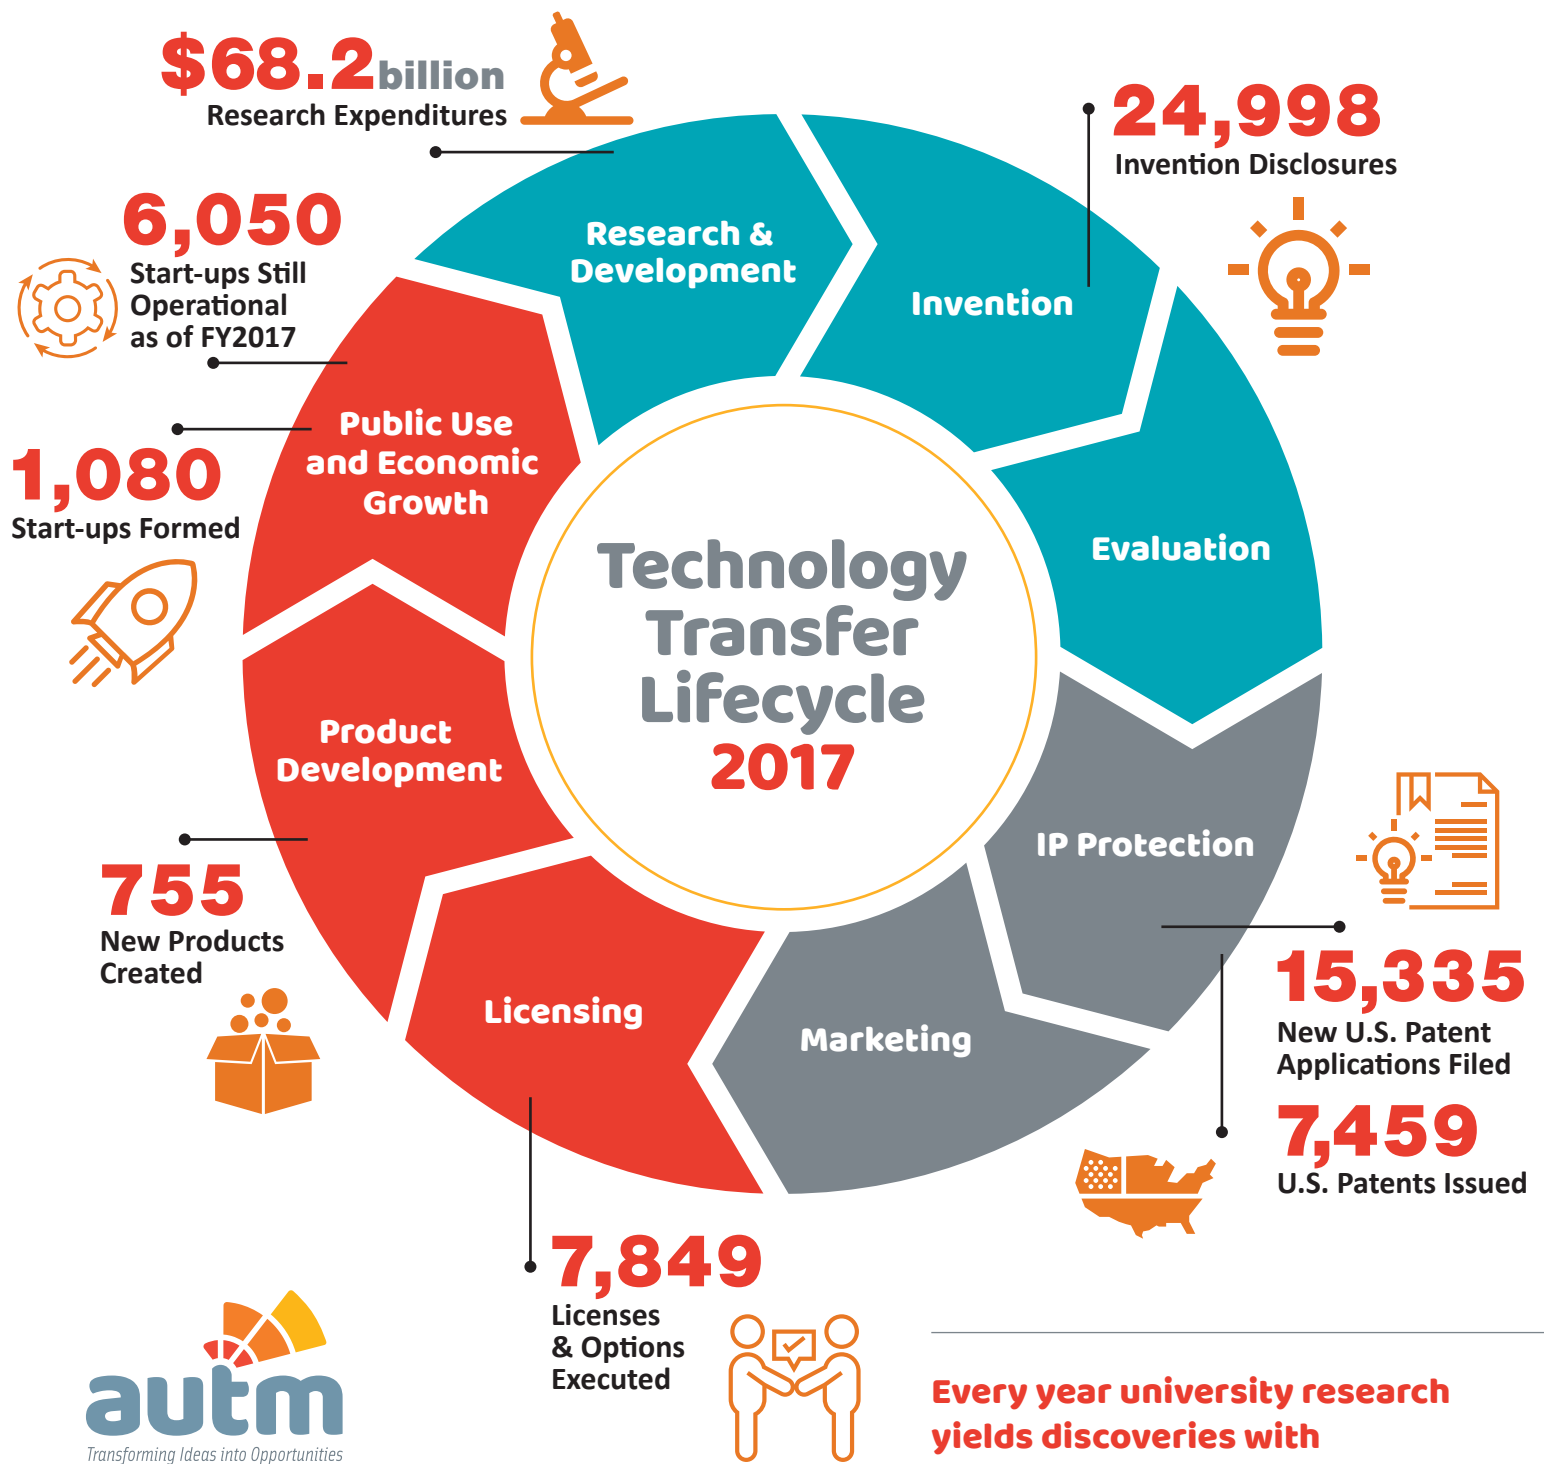 $68.2 billion
Research Expenditures
24,998
Invention Disclosures
6,050
Start-ups Still
Operational
as of FY2017
1,080
Start-ups Formed
Research &
Development
Invention
Evaluation
Public Use
and Economic
Growth
Technology
Transfer
Lifecycle
2017
Product
Development
IP Protection
Licensing
Marketing
755
New Products
Created
15,335
New U.S. Patent
Applications Filed
7,459
U.S. Patents Issued
7,849
Licenses
& Options
Executed
autm
Transforming Ideas into Opportunities
Every year university research
yields discoveries with